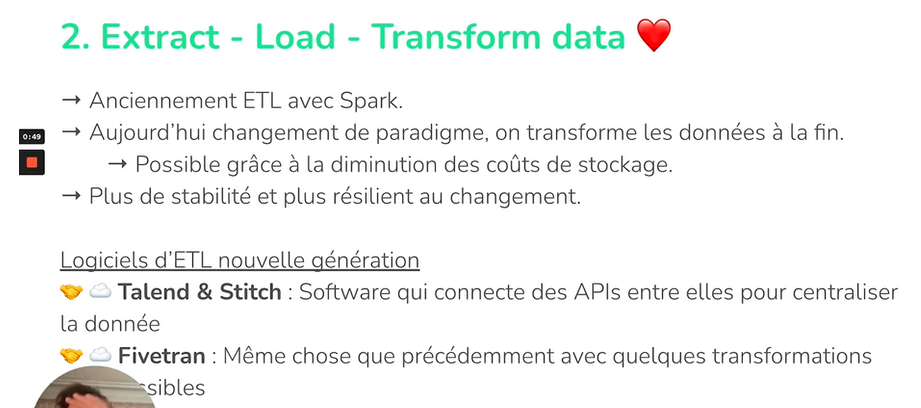 2. Extract - Load - Transform data ❤️
→ Anciennement ETL avec Spark.
→ Aujourd'hui changement de paradigme, on transforme les données à la fin.
0:49
→ Possible grâce à la diminution des coûts de stockage.
→ Plus de stabilité et plus résilient au changement.
Logiciels d'ETL nouvelle génération
🤝 ☁️ Talend & Stitch : Software qui connecte des APIs entre elles pour centraliser
la donnée
🤝 ☁️ Fivetran : Même chose que précédemment avec quelques transformations